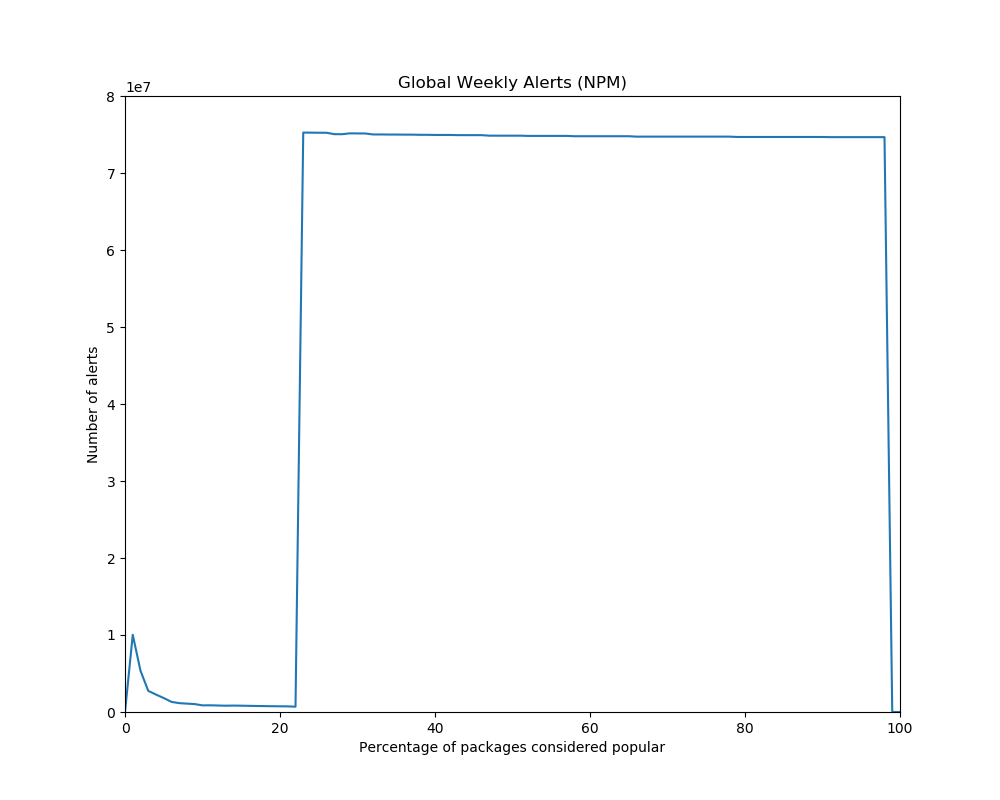 Global Weekly Alerts (NPM)
1e7
8
7
6
5
4
3
2
1
0
Number of alerts
0 20 40 60 80 100
Percentage of packages considered popular